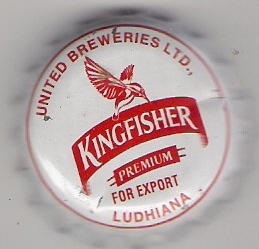 UNITED BREWERIES LTD.,
KINGFISHER
PREMIUM
FOR EXPORT
LUDHIANA